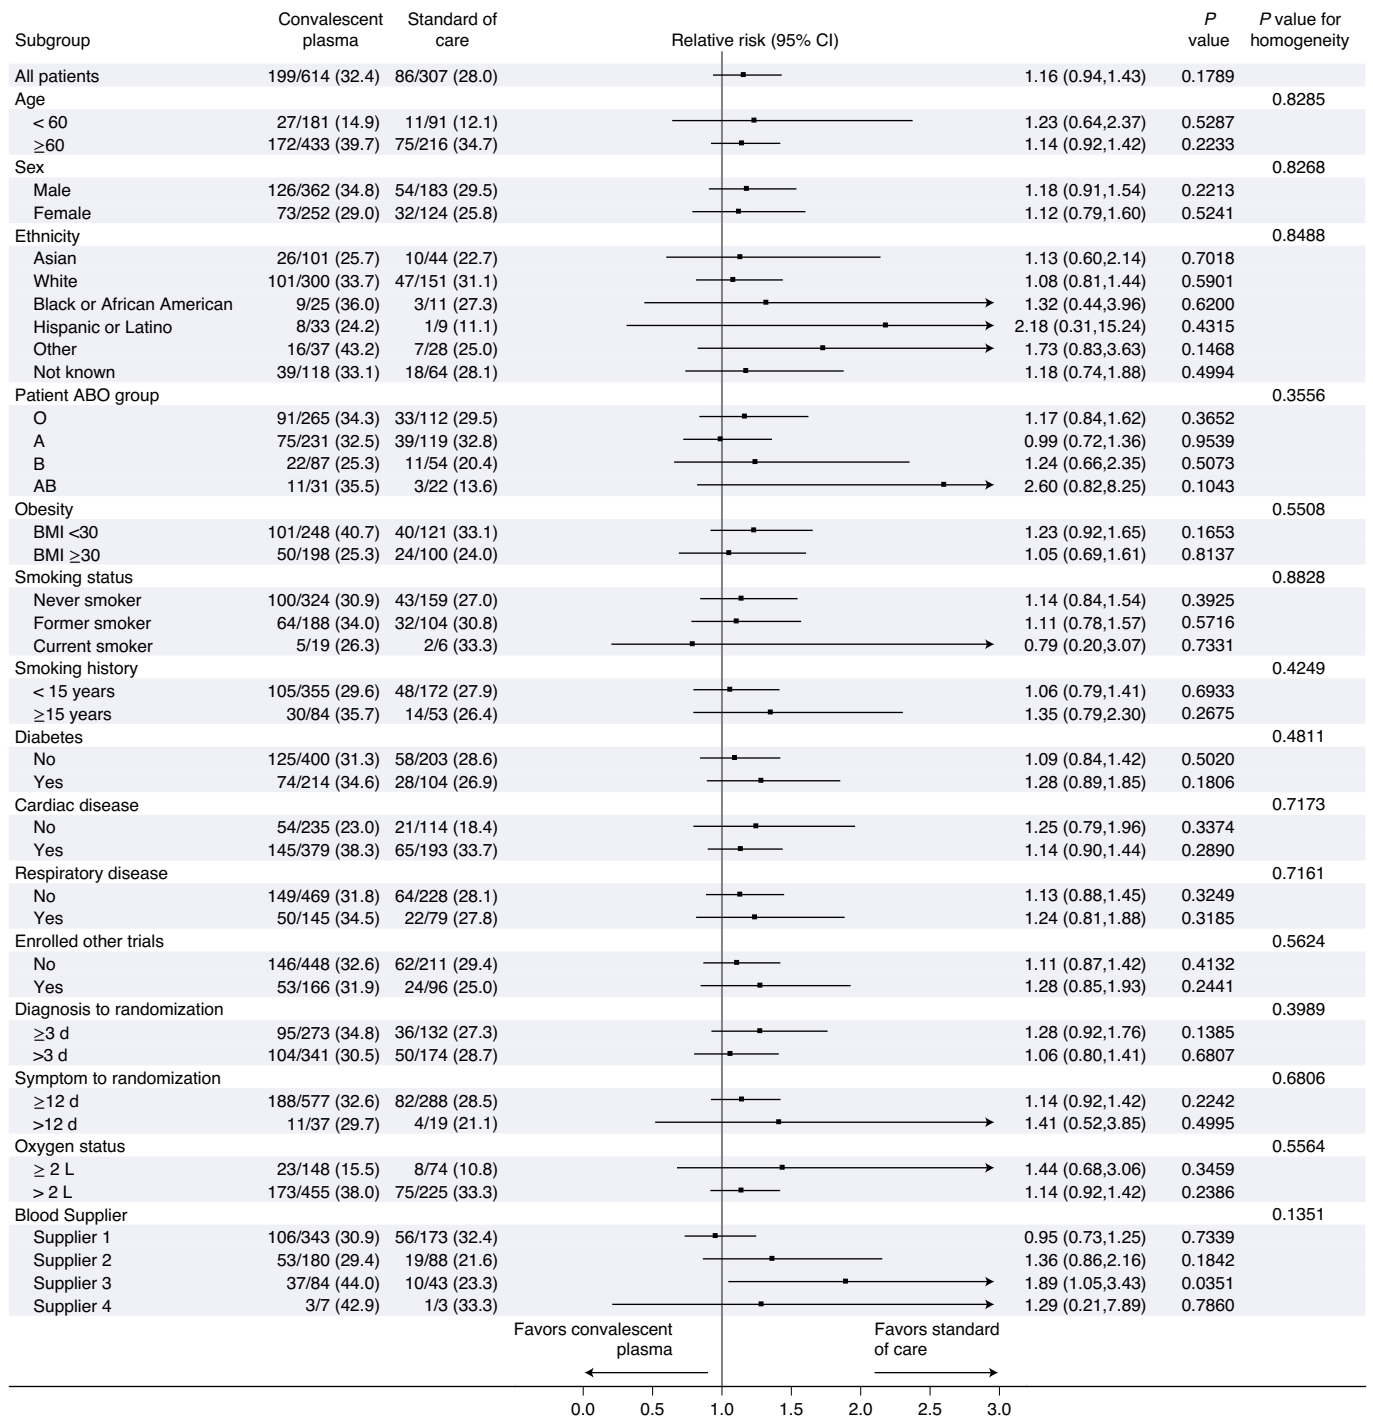 Subgroup Convalescent plasma Standard of care Relative risk (95% CI) P value P value for homogeneity
All patients 199/614 (32.4) 86/307 (28.0) 1.16 (0.94,1.43) 0.1789
Age 0.8285
< 60 27/181 (14.9) 11/91 (12.1) 1.23 (0.64,2.37) 0.5287
≥60 172/433 (39.7) 75/216 (34.7) 1.14 (0.92,1.42) 0.2233
Sex 0.8268
Male 126/362 (34.8) 54/183 (29.5) 1.18 (0.91,1.54) 0.2213
Female 73/252 (29.0) 32/124 (25.8) 1.12 (0.79,1.60) 0.5241
Ethnicity 0.8488
Asian 26/101 (25.7) 10/44 (22.7) 1.13 (0.60,2.14) 0.7018
White 101/300 (33.7) 47/151 (31.1) 1.08 (0.81,1.44) 0.5901
Black or African American 9/25 (36.0) 3/11 (27.3) 1.32 (0.44,3.96) 0.6200
Hispanic or Latino 8/33 (24.2) 1/9 (11.1) 2.18 (0.31,15.24) 0.4315
Other 16/37 (43.2) 7/28 (25.0) 1.73 (0.83,3.63) 0.1468
Not known 39/118 (33.1) 18/64 (28.1) 1.18 (0.74,1.88) 0.4994
Patient ABO group 0.3556
O 91/265 (34.3) 33/112 (29.5) 1.17 (0.84,1.62) 0.3652
A 75/231 (32.5) 39/119 (32.8) 0.99 (0.72,1.36) 0.9539
B 22/87 (25.3) 11/54 (20.4) 1.24 (0.66,2.35) 0.5073
AB 11/31 (35.5) 3/22 (13.6) 2.60 (0.82,8.25) 0.1043
Obesity 0.5508
BMI <30 101/248 (40.7) 40/121 (33.1) 1.23 (0.92,1.65) 0.1653
BMI ≥30 50/198 (25.3) 24/100 (24.0) 1.05 (0.69,1.61) 0.8137
Smoking status 0.8828
Never smoker 100/324 (30.9) 43/159 (27.0) 1.14 (0.84,1.54) 0.3925
Former smoker 64/188 (34.0) 32/104 (30.8) 1.11 (0.78,1.57) 0.5716
Current smoker 5/19 (26.3) 2/6 (33.3) 0.79 (0.20,3.07) 0.7331
Smoking history 0.4249
< 15 years 105/355 (29.6) 48/172 (27.9) 1.06 (0.79,1.41) 0.6933
≥15 years 30/84 (35.7) 14/53 (26.4) 1.35 (0.79,2.30) 0.2675
Diabetes 0.4811
No 125/400 (31.3) 58/203 (28.6) 1.09 (0.84,1.42) 0.5020
Yes 74/214 (34.6) 28/104 (26.9) 1.28 (0.89,1.85) 0.1806
Cardiac disease 0.7173
No 54/235 (23.0) 21/114 (18.4) 1.25 (0.79,1.96) 0.3374
Yes 145/379 (38.3) 65/193 (33.7) 1.14 (0.90,1.44) 0.2890
Respiratory disease 0.7161
No 149/469 (31.8) 64/228 (28.1) 1.13 (0.88,1.45) 0.3249
Yes 50/145 (34.5) 22/79 (27.8) 1.24 (0.81,1.88) 0.3185
Enrolled other trials 0.5624
No 146/448 (32.6) 62/211 (29.4) 1.11 (0.87,1.42) 0.4132
Yes 53/166 (31.9) 24/96 (25.0) 1.28 (0.85,1.93) 0.2441
Diagnosis to randomization 0.3989
≥3 d 95/273 (34.8) 36/132 (27.3) 1.28 (0.92,1.76) 0.1385
>3 d 104/341 (30.5) 50/174 (28.7) 1.06 (0.80,1.41) 0.6807
Symptom to randomization 0.6806
≥12 d 188/577 (32.6) 82/288 (28.5) 1.14 (0.92,1.42) 0.2242
>12 d 11/37 (29.7) 4/19 (21.1) 1.41 (0.52,3.85) 0.4995
Oxygen status 0.5564
≥ 2 L 23/148 (15.5) 8/74 (10.8) 1.44 (0.68,3.06) 0.3459
> 2 L 173/455 (38.0) 75/225 (33.3) 1.14 (0.92,1.42) 0.2386
Blood Supplier 0.1351
Supplier 1 106/343 (30.9) 56/173 (32.4) 0.95 (0.73,1.25) 0.7339
Supplier 2 53/180 (29.4) 19/88 (21.6) 1.36 (0.86,2.16) 0.1842
Supplier 3 37/84 (44.0) 10/43 (23.3) 1.89 (1.05,3.43) 0.0351
Supplier 4 3/7 (42.9) 1/3 (33.3) 1.29 (0.21,7.89) 0.7860
Favors convalescent plasma
Favors standard of care
0.0 0.5 1.0 1.5 2.0 2.5 3.0